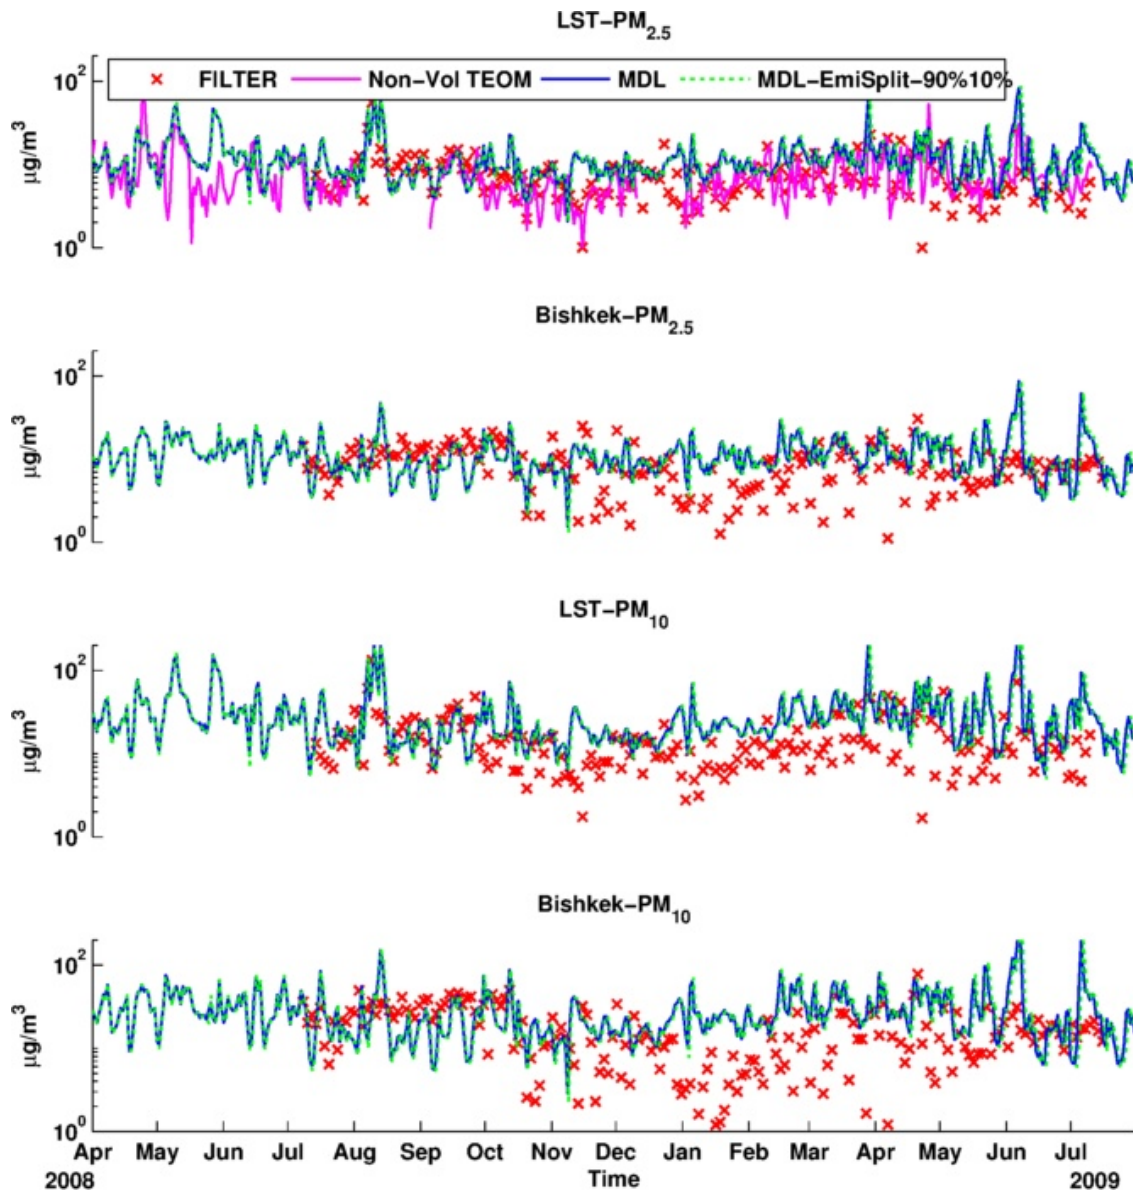 LST-PM2.5
10^2
FILTER Non-Vol TEOM MDL MDL-EmiSplit-90%10%
µg/m^3
10^0
Bishkek-PM2.5
10^2
µg/m^3
10^0
LST-PM10
10^2
µg/m^3
10^0
Bishkek-PM10
10^2
µg/m^3
10^0
Apr May Jun Jul Aug Sep Oct Nov Dec Jan Feb Mar Apr May Jun Jul
2008 Time 2009